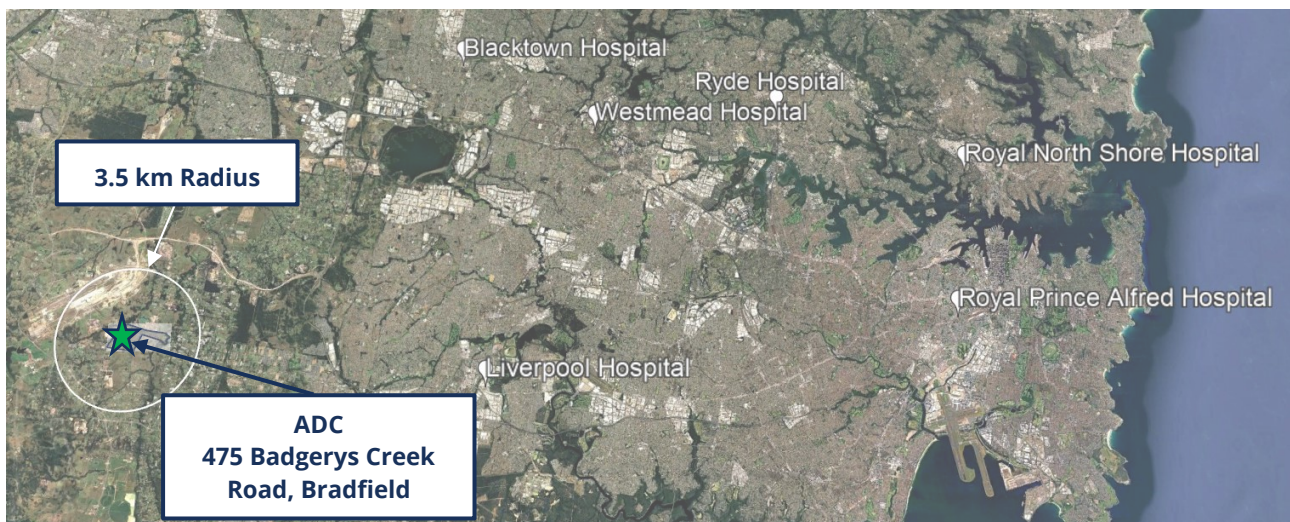 Blacktown Hospital
Ryde Hospital
Westmead Hospital
Royal North Shore Hospital
3.5 km Radius
Royal Prince Alfred Hospital
Liverpool Hospital
ADC
475 Badgerys Creek
Road, Bradfield